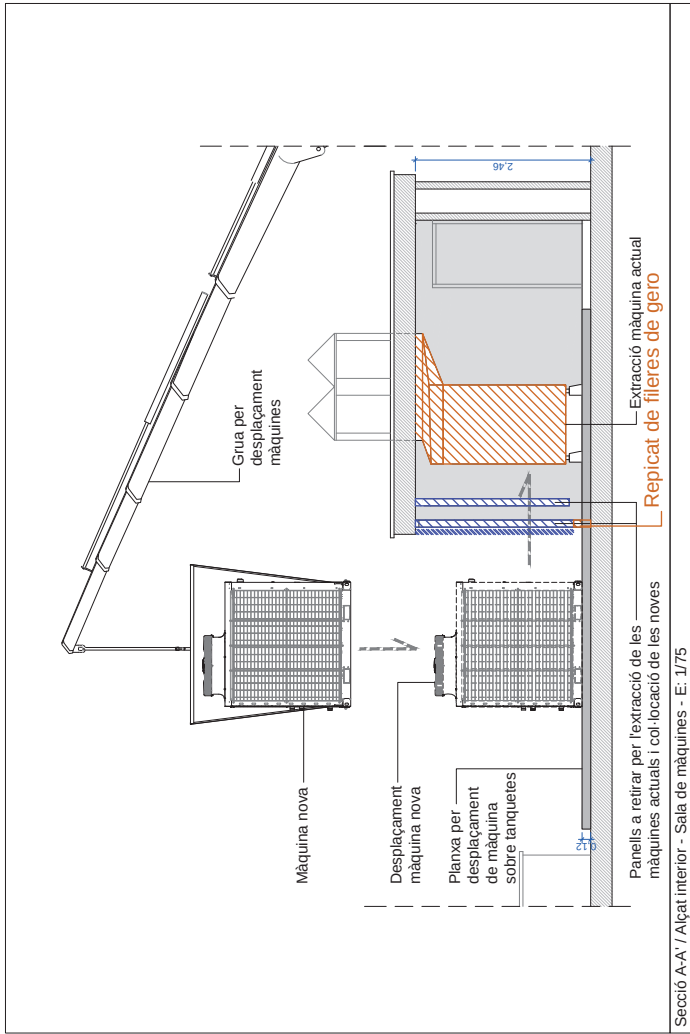 Grua per
desplaçament
màquines
2,46
Màquina nova
Desplaçament
màquina nova
Planxa per
desplaçament
de màquina
sobre tanquetes
0,12
Extracció màquina actual
Repicat de fileres de gero
Panells a retirar per l'extracció de les
màquines actuals i col·locació de les noves
Secció A-A' / Alçat interior - Sala de màquines - E: 1/75